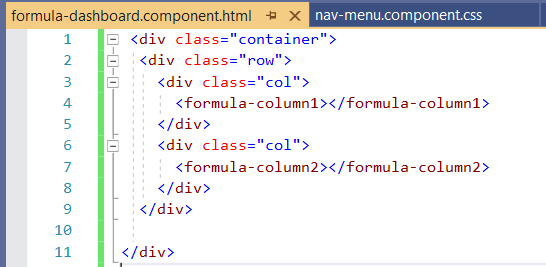 formula-dashboard.component.html nav-menu.component.css
1 <div class="container">
2 <div class="row">
3 <div class="col">
4 <formula-column1></formula-column1>
5 </div>
6 <div class="col">
7 <formula-column2></formula-column2>
8 </div>
9 </div>
10
11 </div>